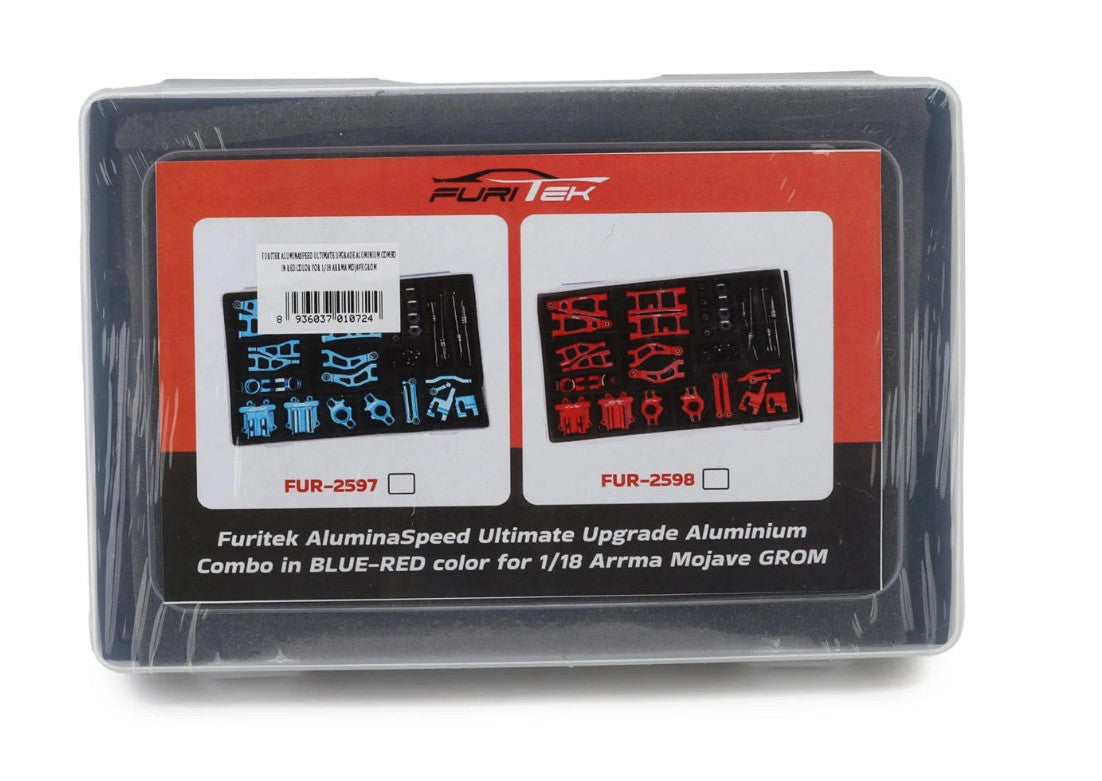 FURITEK
FURITEK ALUMINASPEED ULTIMATE UPGRADE ALUMINIUM COMBO
IN RED COLOR FOR 1/18 ARRMA MOJAVE GROM
8 936037 010724
FUR-2597
FUR-2598
Furitek AluminaSpeed Ultimate Upgrade Aluminium
Combo in BLUE-RED color for 1/18 Arrma Mojave GROM